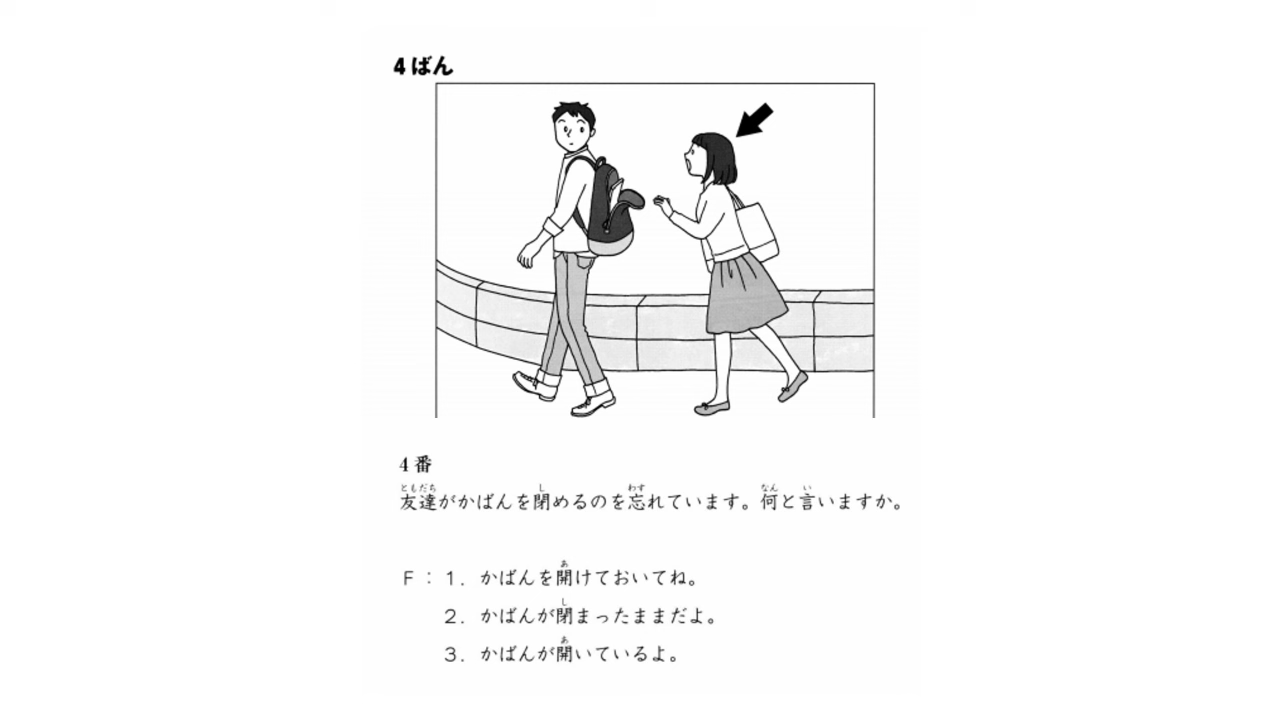 4ばん
4番
友達がかばんを閉めるのを忘れています。何と言いますか。
F：1．かばんを開けておいてね。
2．かばんが閉まったままだよ。
3．かばんが開いているよ。